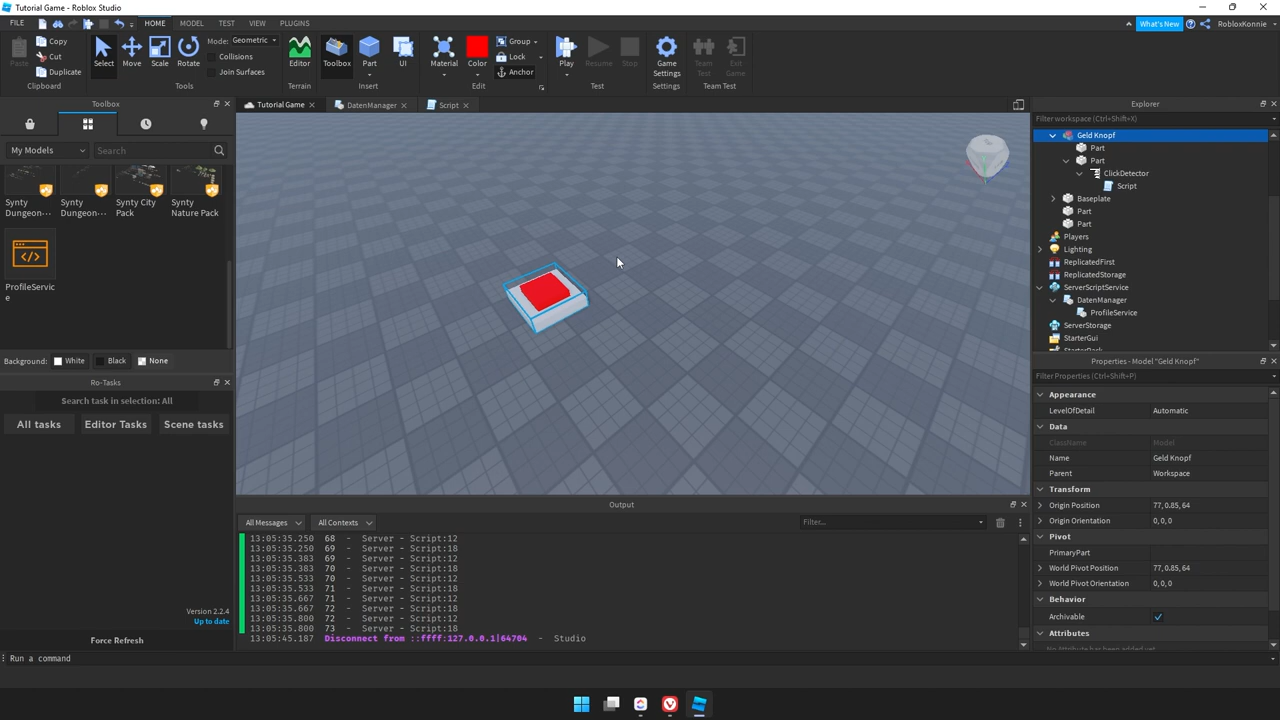 Tutorial Game - Roblox Studio
FILE HOME MODEL TEST VIEW PLUGINS What's New RobloxKonnie
Paste Copy Cut Duplicate Clipboard
Select Move Scale Rotate Mode: Geometric Collisions Join Surfaces Tools
Editor Terrain
Toolbox Part UI Insert
Material Color Group Lock Anchor Edit
Play Resume Stop Test
Game Settings Settings
Team Test Exit Game Team Test
Toolbox
My Models Search
Synty Dungeon··· Synty Dungeon··· Synty City Pack Synty Nature Pack
ProfileServic
e
Background: White Black None
Ro-Tasks
Search task in selection: All
All tasks Editor Tasks Scene tasks
Version 2.2.4
Up to date
Force Refresh
Tutorial Game DatenManager Script
Output
All Messages All Contexts Filter...
13:05:35.250 68 - Server - Script:12
13:05:35.250 69 - Server - Script:18
13:05:35.383 69 - Server - Script:12
13:05:35.383 70 - Server - Script:18
13:05:35.533 70 - Server - Script:12
13:05:35.533 71 - Server - Script:18
13:05:35.667 71 - Server - Script:12
13:05:35.667 72 - Server - Script:18
13:05:35.800 72 - Server - Script:12
13:05:35.800 73 - Server - Script:18
13:05:45.187 Disconnect from ::ffff:127.0.0.1|64704 - Studio
Run a command
Explorer
Filter workspace (Ctrl+Shift+X)
Geld Knopf
Part
Part
ClickDetector
Script
Baseplate
Part
Part
Players
Lighting
ReplicatedFirst
ReplicatedStorage
ServerScriptService
DatenManager
ProfileService
ServerStorage
StarterGui
StarterPack
Properties - Model "Geld Knopf"
Filter Properties (Ctrl+Shift+P)
Appearance
LevelOfDetail Automatic
Data
ClassName Model
Name Geld Knopf
Parent Workspace
Transform
Origin Position 77, 0.85, 64
Origin Orientation 0, 0, 0
Pivot
PrimaryPart
World Pivot Position 77, 0.85, 64
World Pivot Orientation 0, 0, 0
Behavior
Archivable
Attributes
No Attribute has been added yet